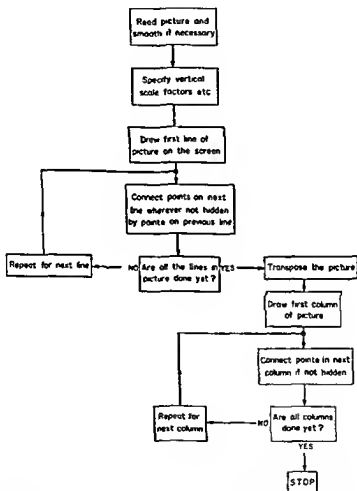 Read picture and
smooth if necessary
Specify vertical
scale factors etc
Draw first line of
picture on the screen
Connect points on next
line wherever not hidden
by points on previous line
Repeat for next line
NO
Are all the lines in
picture done yet?
YES
Transpose the picture
Draw first column
of picture
Connect points in next
column if not hidden
Repeat for
next column
NO
Are all columns
done yet?
YES
STOP